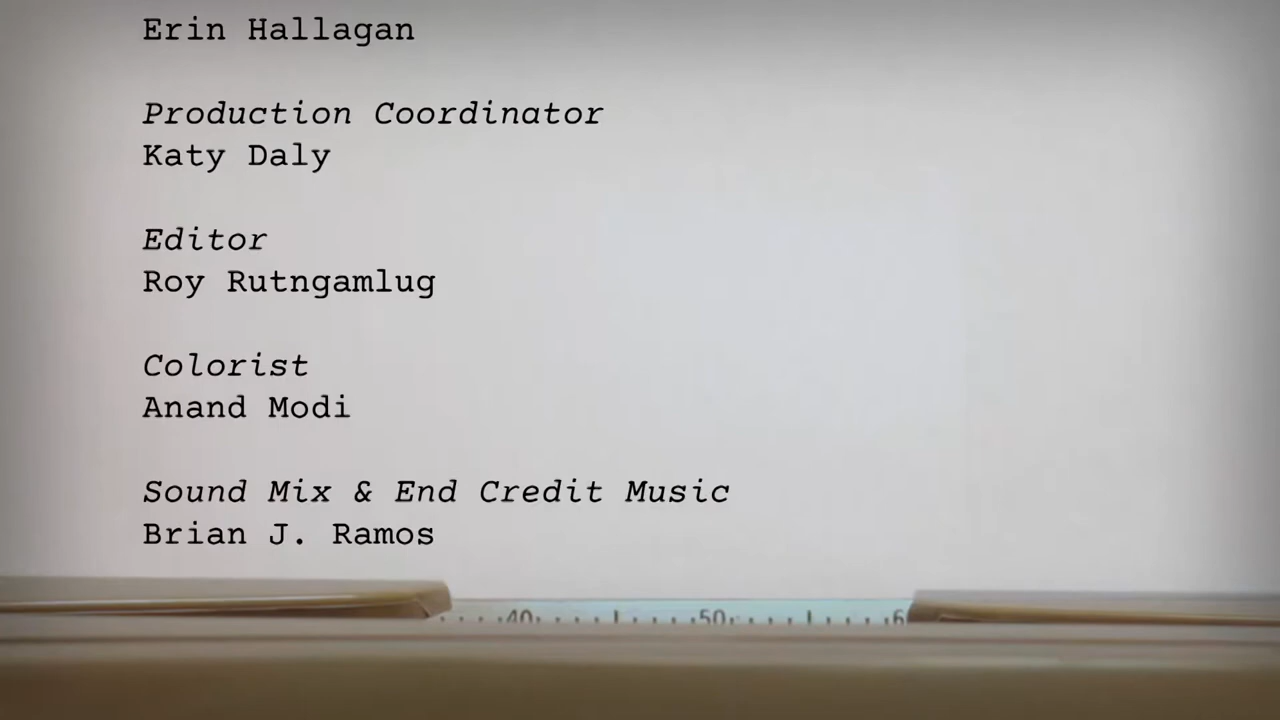 Erin Hallagan
Production Coordinator
Katy Daly
Editor
Roy Rutngamlug
Colorist
Anand Modi
Sound Mix & End Credit Music
Brian J. Ramos
40 50 6